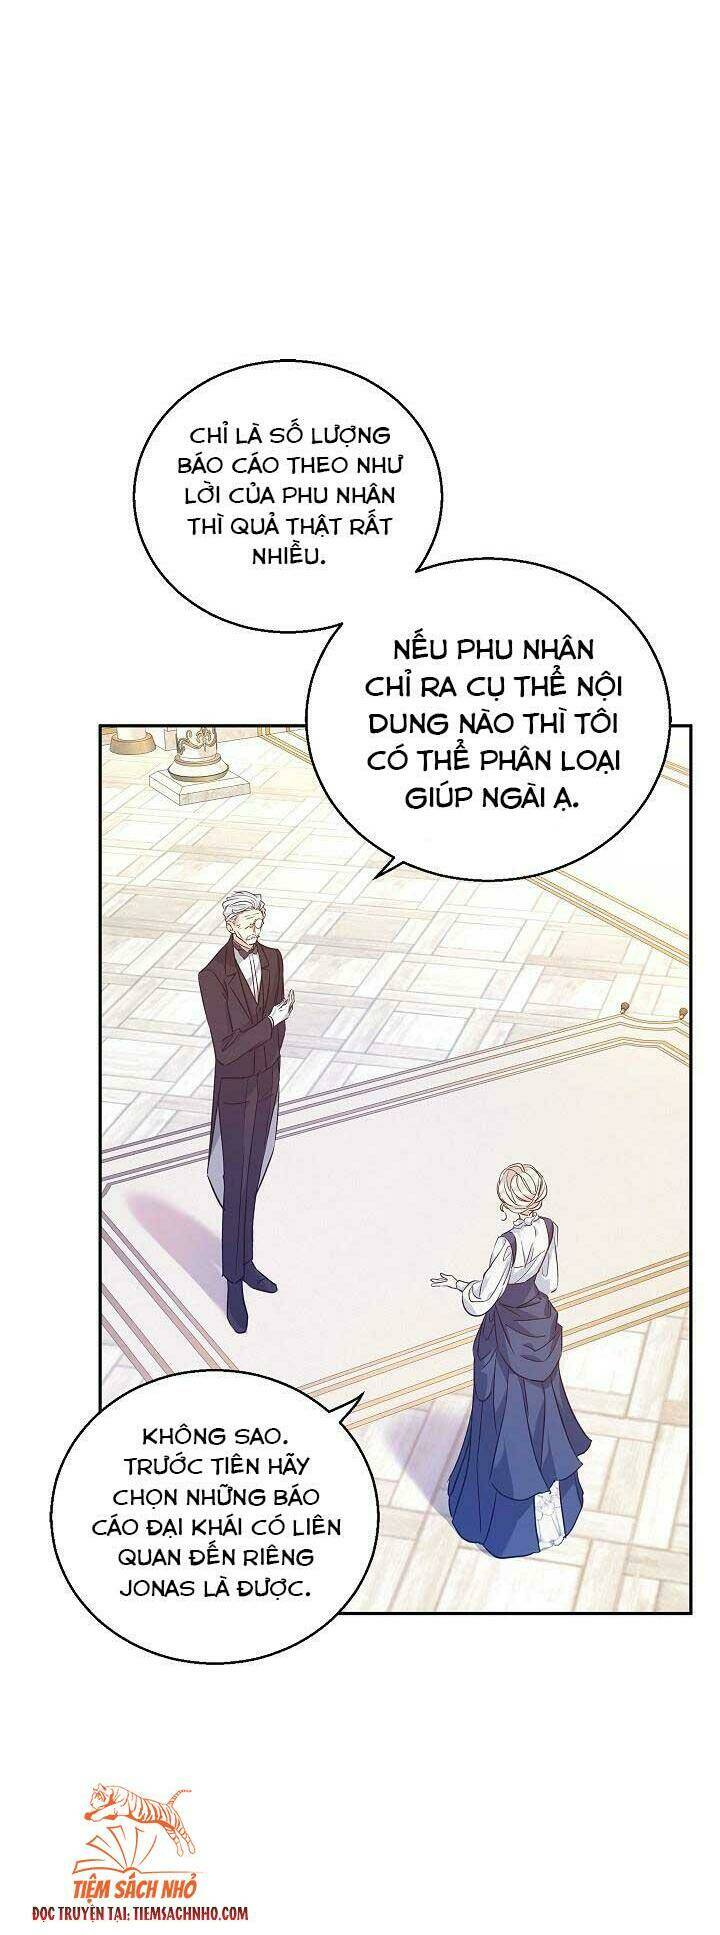 CHỈ LÀ SỐ LƯỢNG
BÁO CÁO THEO NHƯ
LỜI CỦA PHU NHÂN
THÌ QUẢ THẬT RẤT
NHIỀU.
NẾU PHU NHÂN
CHỈ RA CỤ THỂ NỘI
DUNG NÀO THÌ TÔI
CÓ THỂ PHÂN LOẠI
GIÚP NGÀI Ạ.
KHÔNG SAO.
TRƯỚC TIÊN HÃY
CHỌN NHỮNG BÁO
CÁO ĐẠI KHÁI CÓ LIÊN
QUAN ĐẾN RIÊNG
JONAS LÀ ĐƯỢC.
TIỆM SÁCH NHỎ
ĐỌC TRUYỆN TẠI: TIEMSACHNHO.COM